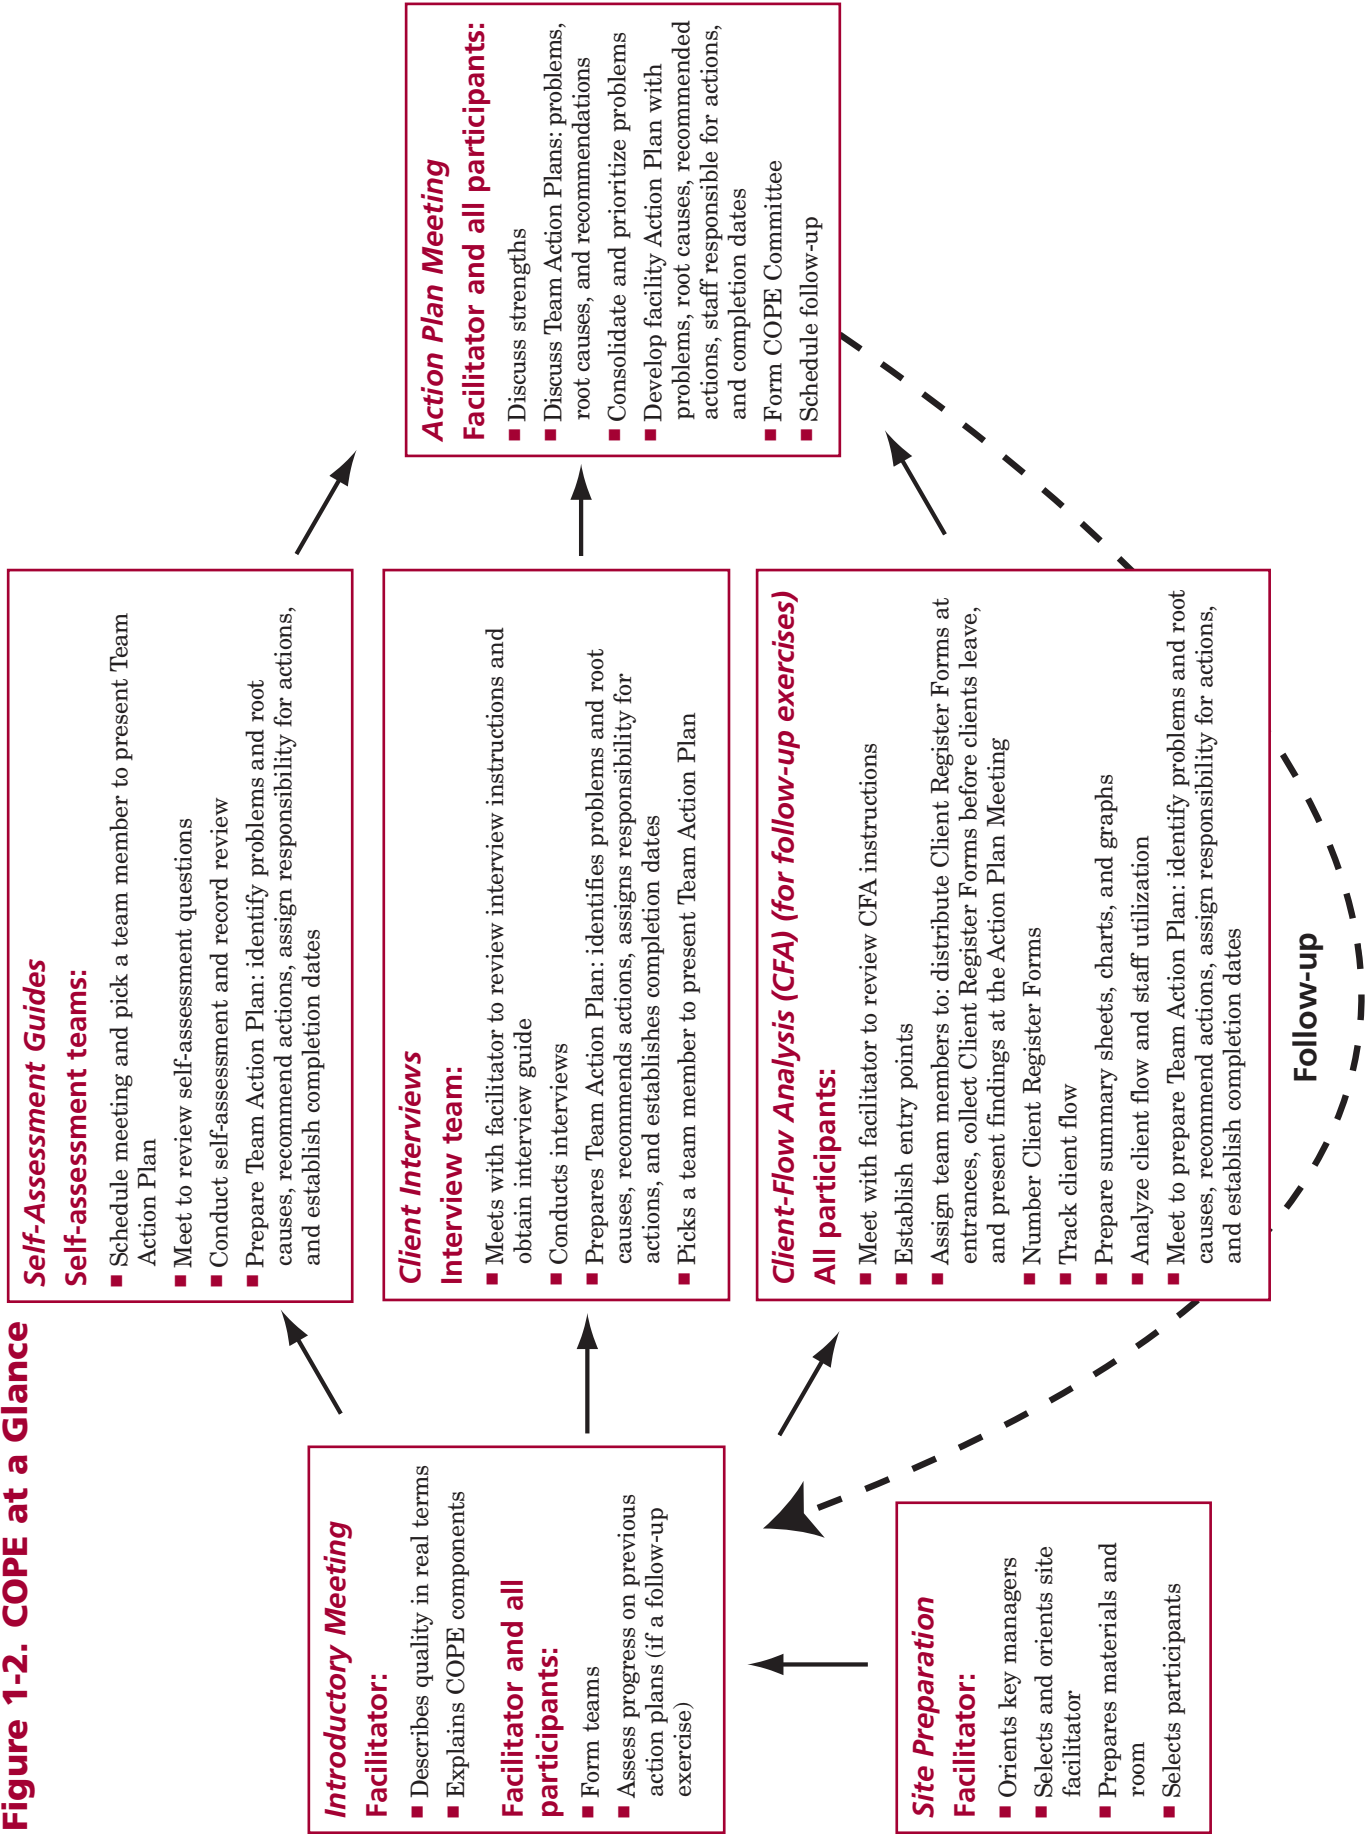 Figure 1-2. COPE at a Glance
Introductory Meeting
Facilitator:
■ Describes quality in real terms
■ Explains COPE components
Facilitator and all
participants:
■ Form teams
■ Assess progress on previous
action plans (if a follow-up
exercise)
Site Preparation
Facilitator:
■ Orients key managers
■ Selects and orients site
facilitator
■ Prepares materials and
room
■ Selects participants
Self-Assessment Guides
Self-assessment teams:
■ Schedule meeting and pick a team member to present Team
Action Plan
■ Meet to review self-assessment questions
■ Conduct self-assessment and record review
■ Prepare Team Action Plan: identify problems and root
causes, recommend actions, assign responsibility for actions,
and establish completion dates
Client Interviews
Interview team:
■ Meets with facilitator to review interview instructions and
obtain interview guide
■ Conducts interviews
■ Prepares Team Action Plan: identifies problems and root
causes, recommends actions, assigns responsibility for
actions, and establishes completion dates
■ Picks a team member to present Team Action Plan
Client-Flow Analysis (CFA) (for follow-up exercises)
All participants:
■ Meet with facilitator to review CFA instructions
■ Establish entry points
■ Assign team members to: distribute Client Register Forms at
entrances, collect Client Register Forms before clients leave,
and present findings at the Action Plan Meeting
■ Number Client Register Forms
■ Track client flow
■ Prepare summary sheets, charts, and graphs
■ Analyze client flow and staff utilization
■ Meet to prepare Team Action Plan: identify problems and root
causes, recommend actions, assign responsibility for actions,
and establish completion dates
Action Plan Meeting
Facilitator and all participants:
■ Discuss strengths
■ Discuss Team Action Plans: problems,
root causes, and recommendations
■ Consolidate and prioritize problems
■ Develop facility Action Plan with
problems, root causes, recommended
actions, staff responsible for actions,
and completion dates
■ Form COPE Committee
■ Schedule follow-up
Follow-up